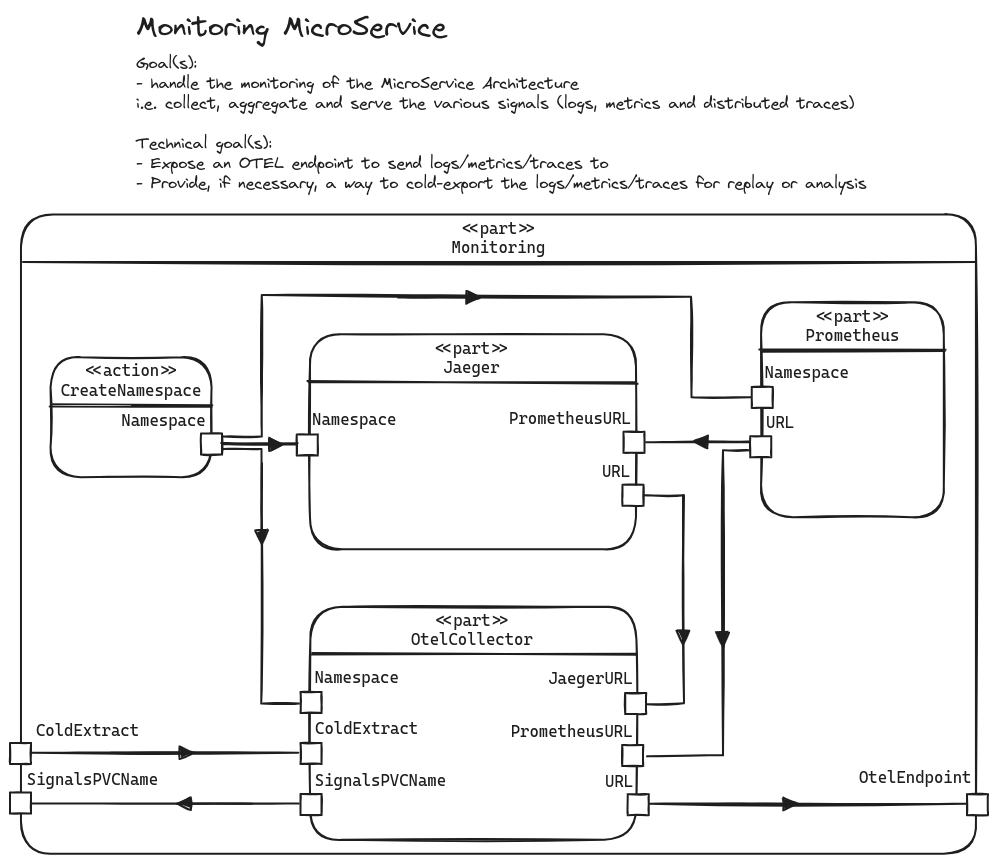 Monitoring MicroService
Goal(s):
- handle the monitoring of the MicroService Architecture
i.e. collect, aggregate and serve the various signals (logs, metrics and distributed traces)
Technical goal(s):
- Expose an OTEL endpoint to send logs/metrics/traces to
- Provide, if necessary, a way to cold-export the logs/metrics/traces for replay or analysis
<<part>>
Monitoring
<<action>>
CreateNamespace
Namespace
<<part>>
Jaeger
Namespace
PrometheusURL
URL
<<part>>
Prometheus
Namespace
URL
<<part>>
OtelCollector
Namespace
JaegerURL
ColdExtract
PrometheusURL
SignalsPVCName
URL
ColdExtract
SignalsPVCName
OtelEndpoint